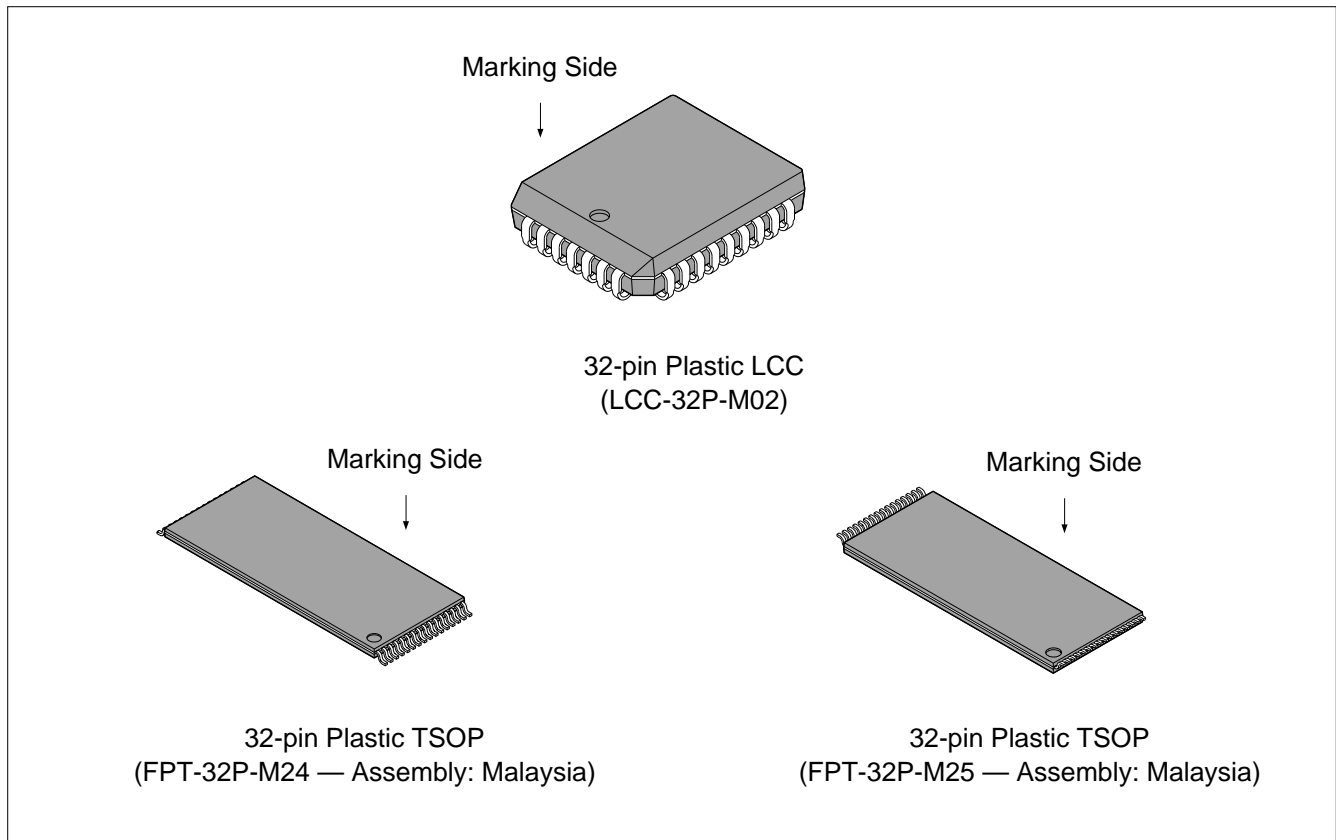 Marking Side
32-pin Plastic LCC
(LCC-32P-M02)
Marking Side
32-pin Plastic TSOP
(FPT-32P-M24 — Assembly: Malaysia)
Marking Side
32-pin Plastic TSOP
(FPT-32P-M25 — Assembly: Malaysia)